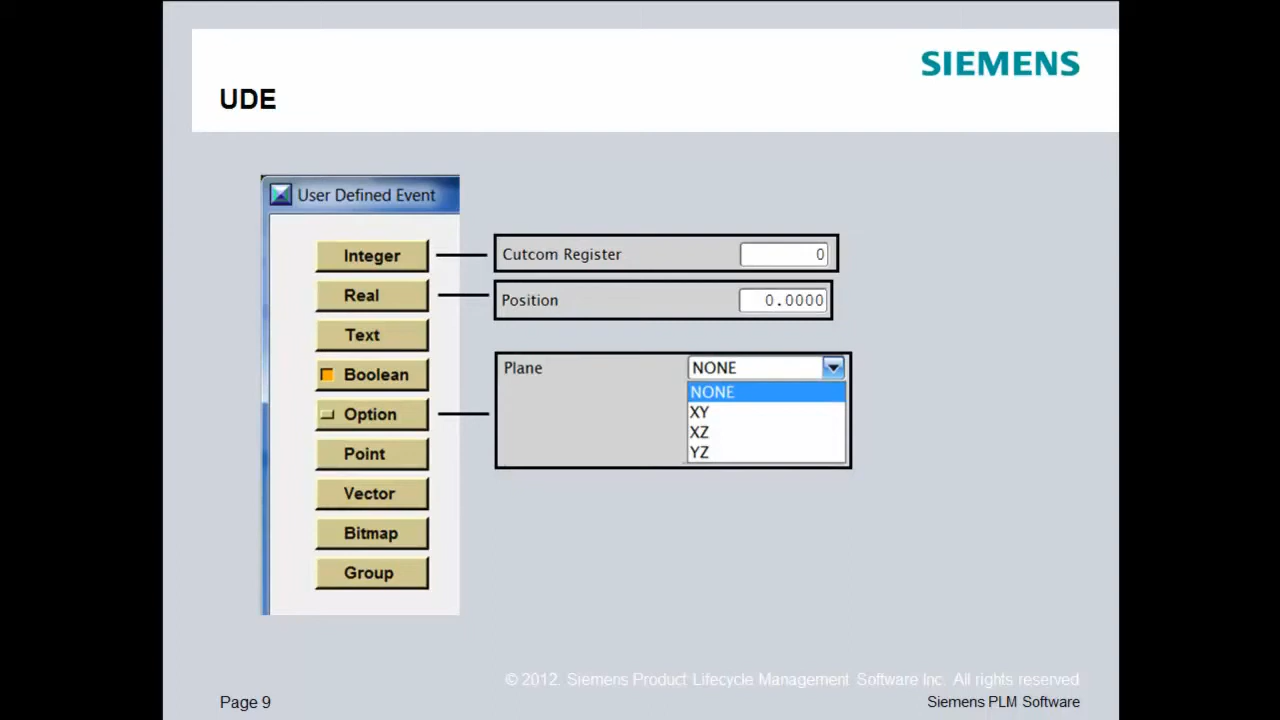 SIEMENS
UDE
User Defined Event
Integer
Cutcom Register 0
Real
Position 0.0000
Text
Boolean
Plane NONE
NONE
XY
XZ
YZ
Option
Point
Vector
Bitmap
Group
© 2012. Siemens Product Lifecycle Management Software Inc. All rights reserved
Page 9
Siemens PLM Software